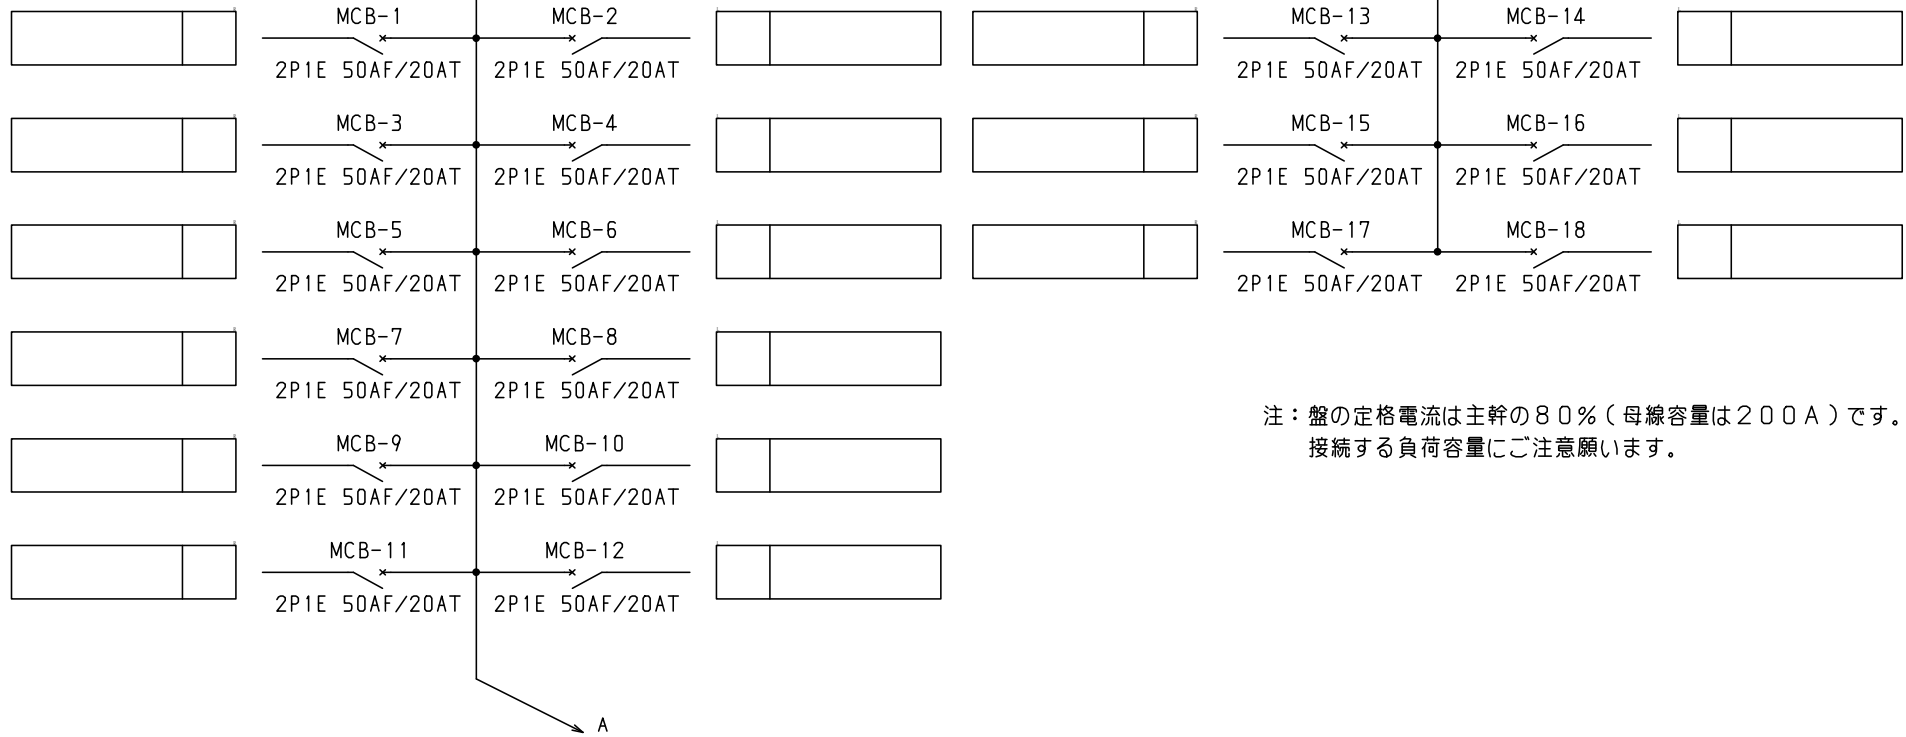 MCB-1 MCB-2
2P1E 50AF/20AT 2P1E 50AF/20AT
MCB-3 MCB-4
2P1E 50AF/20AT 2P1E 50AF/20AT
MCB-5 MCB-6
2P1E 50AF/20AT 2P1E 50AF/20AT
MCB-7 MCB-8
2P1E 50AF/20AT 2P1E 50AF/20AT
MCB-9 MCB-10
2P1E 50AF/20AT 2P1E 50AF/20AT
MCB-11 MCB-12
2P1E 50AF/20AT 2P1E 50AF/20AT
A
MCB-13 MCB-14
2P1E 50AF/20AT 2P1E 50AF/20AT
MCB-15 MCB-16
2P1E 50AF/20AT 2P1E 50AF/20AT
MCB-17 MCB-18
2P1E 50AF/20AT 2P1E 50AF/20AT
注：盤の定格電流は主幹の８０％（母線容量は２００Ａ）です。
接続する負荷容量にご注意願います。